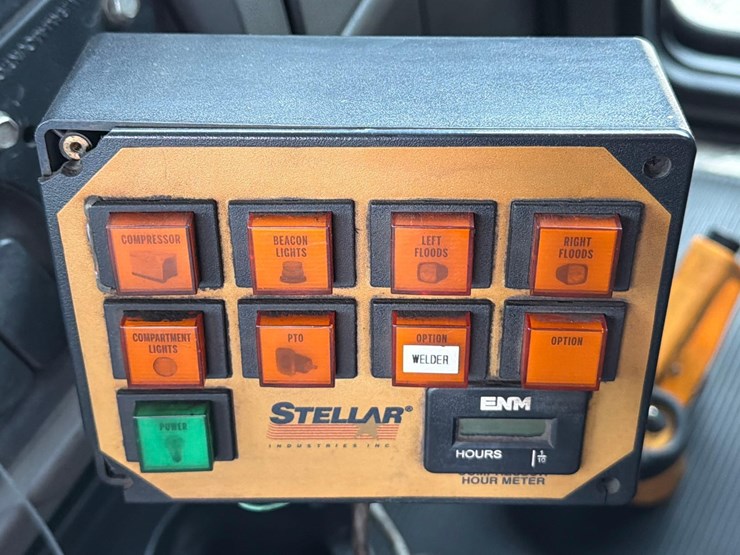 COMPRESSOR
BEACON
LIGHTS
LEFT
FLOODS
RIGHT
FLOODS
COMPARTMENT
LIGHTS
PTO
OPTION
WELDER
OPTION
POWER
STELLAR®
INDUSTRIES INC.
ENM
HOURS
1/10
HOUR METER